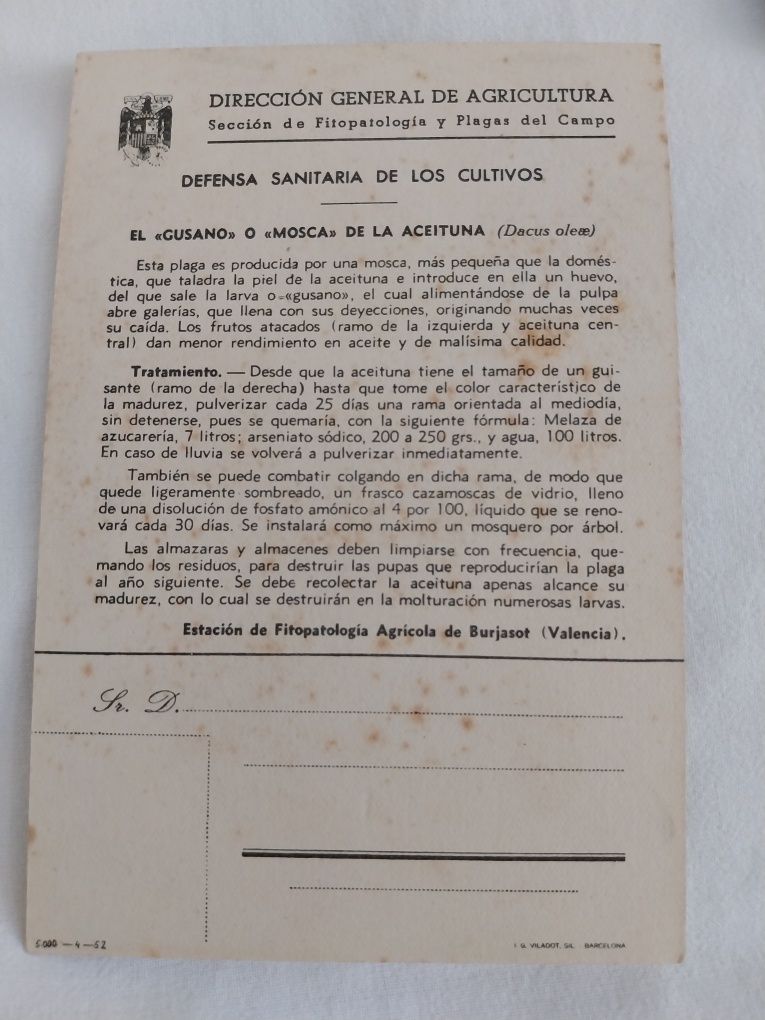 DIRECCIÓN GENERAL DE AGRICULTURA
Sección de Fitopatología y Plagas del Campo
DEFENSA SANITARIA DE LOS CULTIVOS
EL «GUSANO» O «MOSCA» DE LA ACEITUNA (Dacus oleæ)
Esta plaga es producida por una mosca, más pequeña que la domés-
tica, que taladra la piel de la aceituna e introduce en ella un huevo,
del que sale la larva o «gusano», el cual alimentándose de la pulpa
abre galerías, que llena con sus deyecciones, originando muchas veces
su caída. Los frutos atacados (ramo de la izquierda y aceituna cen-
tral) dan menor rendimiento en aceite y de malísima calidad.
Tratamiento. — Desde que la aceituna tiene el tamaño de un gui-
sante (ramo de la derecha) hasta que tome el color característico de
la madurez, pulverizar cada 25 días una rama orientada al mediodía,
sin detenerse, pues se quemaría, con la siguiente fórmula: Melaza de
azucarería, 7 litros; arseniato sódico, 200 a 250 grs., y agua, 100 litros.
En caso de lluvia se volverá a pulverizar inmediatamente.
También se puede combatir colgando en dicha rama, de modo que
quede ligeramente sombreado, un frasco cazamoscas de vidrio, lleno
de una disolución de fosfato amónico al 4 por 100, líquido que se reno-
vará cada 30 días. Se instalará como máximo un mosquero por árbol.
Las almazaras y almacenes deben limpiarse con frecuencia, que-
mando los residuos, para destruir las pupas que reproducirían la plaga
al año siguiente. Se debe recolectar la aceituna apenas alcance su
madurez, con lo cual se destruirán en la molturación numerosas larvas.
Estación de Fitopatología Agrícola de Burjasot (Valencia).
Sr. D.
5.000 — 4 — 52
I. G. VILADOT, S.L. BARCELONA